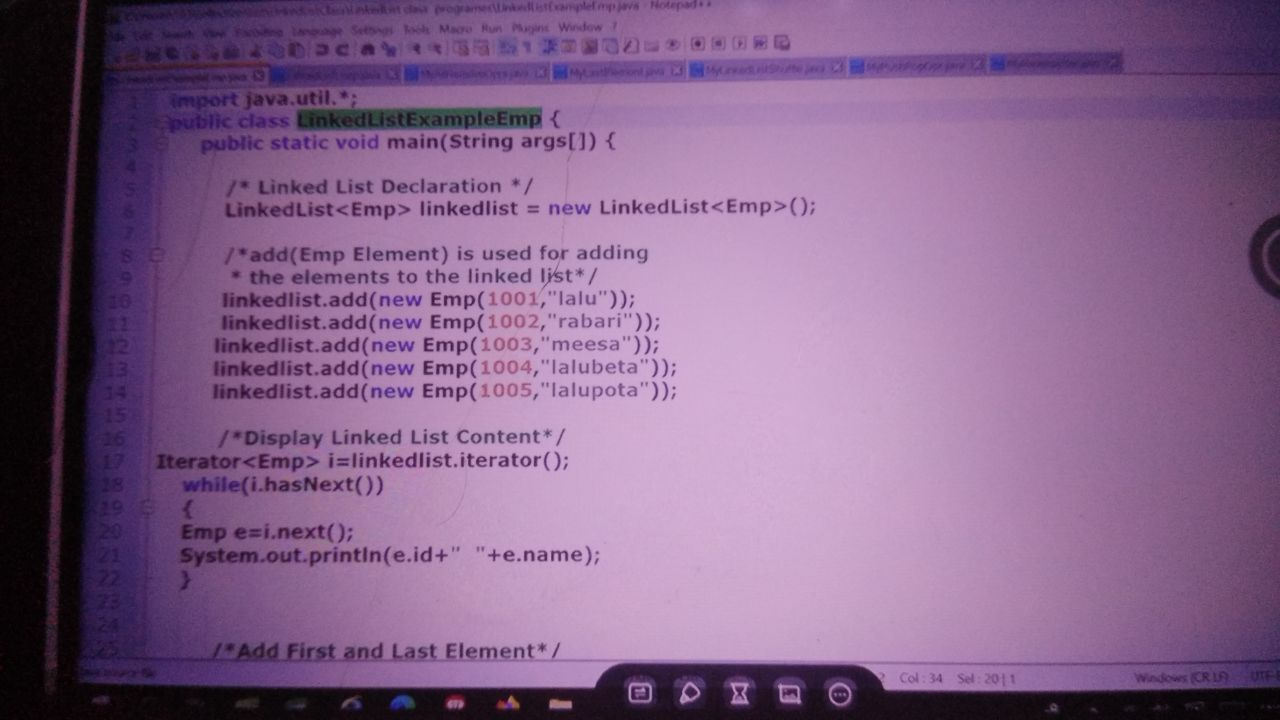 Settings Tools Macro Run Plugins Window ?
1 import java.util.*;
2 public class LinkedListExampleEmp {
3 public static void main(String args[]) {
4
5 /* Linked List Declaration */
6 LinkedList<Emp> linkedlist = new LinkedList<Emp>();
7
8 /*add(Emp Element) is used for adding
9 * the elements to the linked list*/
10 linkedlist.add(new Emp(1001,"lalu"));
11 linkedlist.add(new Emp(1002,"rabari"));
12 linkedlist.add(new Emp(1003,"meesa"));
13 linkedlist.add(new Emp(1004,"lalubeta"));
14 linkedlist.add(new Emp(1005,"lalupota"));
15
16 /*Display Linked List Content*/
17 Iterator<Emp> i=linkedlist.iterator();
18 while(i.hasNext())
19 {
20 Emp e=i.next();
21 System.out.println(e.id+"  "+e.name);
22 }
23
24
25 /*Add First and Last Element*/
Col : 34 Sel : 20 | 1 Windows (CR LF)